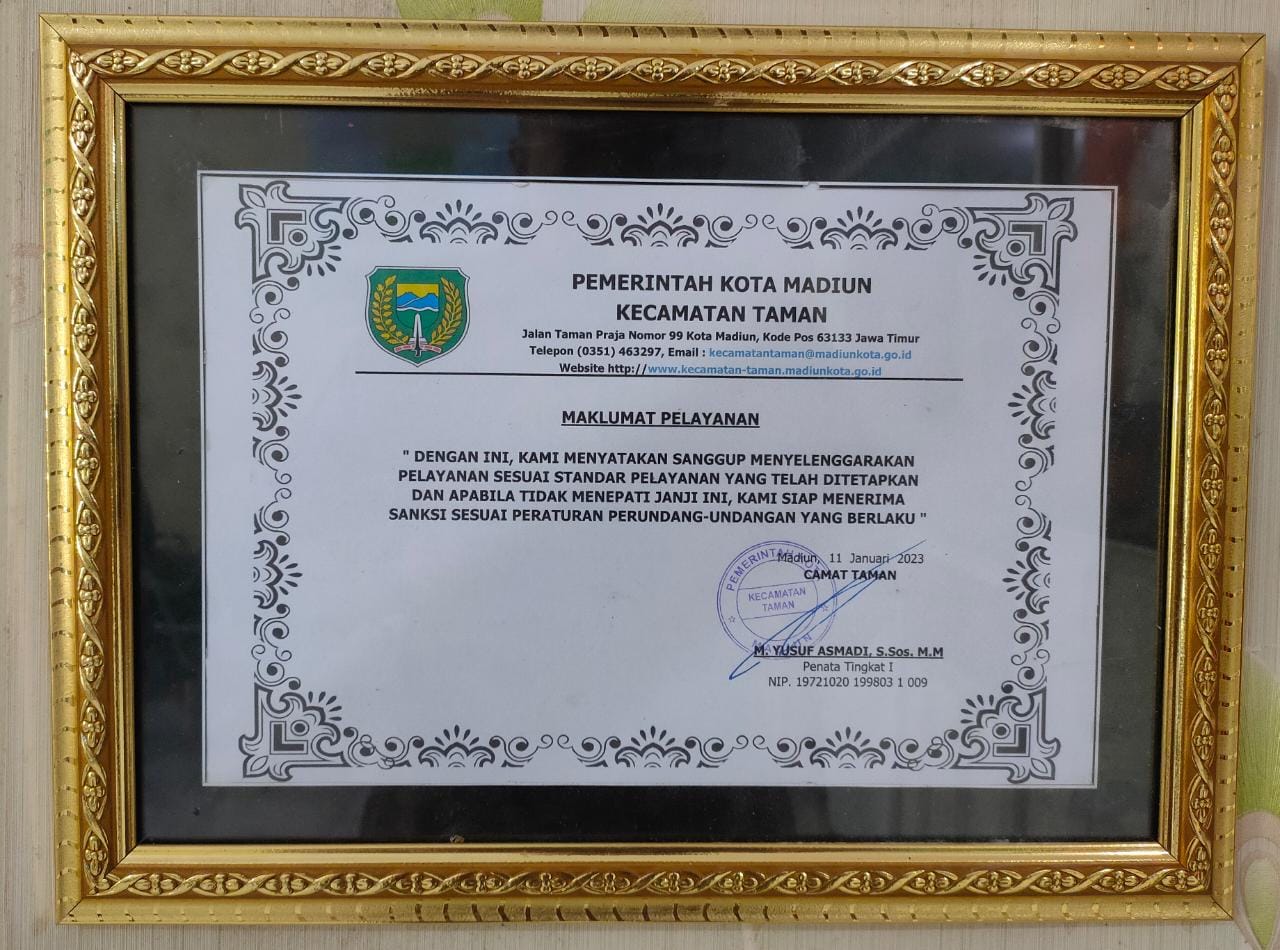 PEMERINTAH KOTA MADIUN
KECAMATAN TAMAN
Jalan Taman Praja Nomor 99 Kota Madiun, Kode Pos 63133 Jawa Timur
Telepon (0351) 463297, Email : kecamatantaman@madiunkota.go.id
Website http://www.kecamatan-taman.madiunkota.go.id
MAKLUMAT PELAYANAN
" DENGAN INI, KAMI MENYATAKAN SANGGUP MENYELENGGARAKAN
PELAYANAN SESUAI STANDAR PELAYANAN YANG TELAH DITETAPKAN
DAN APABILA TIDAK MENEPATI JANJI INI, KAMI SIAP MENERIMA
SANKSI SESUAI PERATURAN PERUNDANG-UNDANGAN YANG BERLAKU "
Madiun, 11 Januari 2023
CAMAT TAMAN
PEMERINTAH KOTA
KECAMATAN
TAMAN
MADIUN
M. YUSUF ASMADI, S.Sos. M.M
Penata Tingkat I
NIP. 19721020 199803 1 009